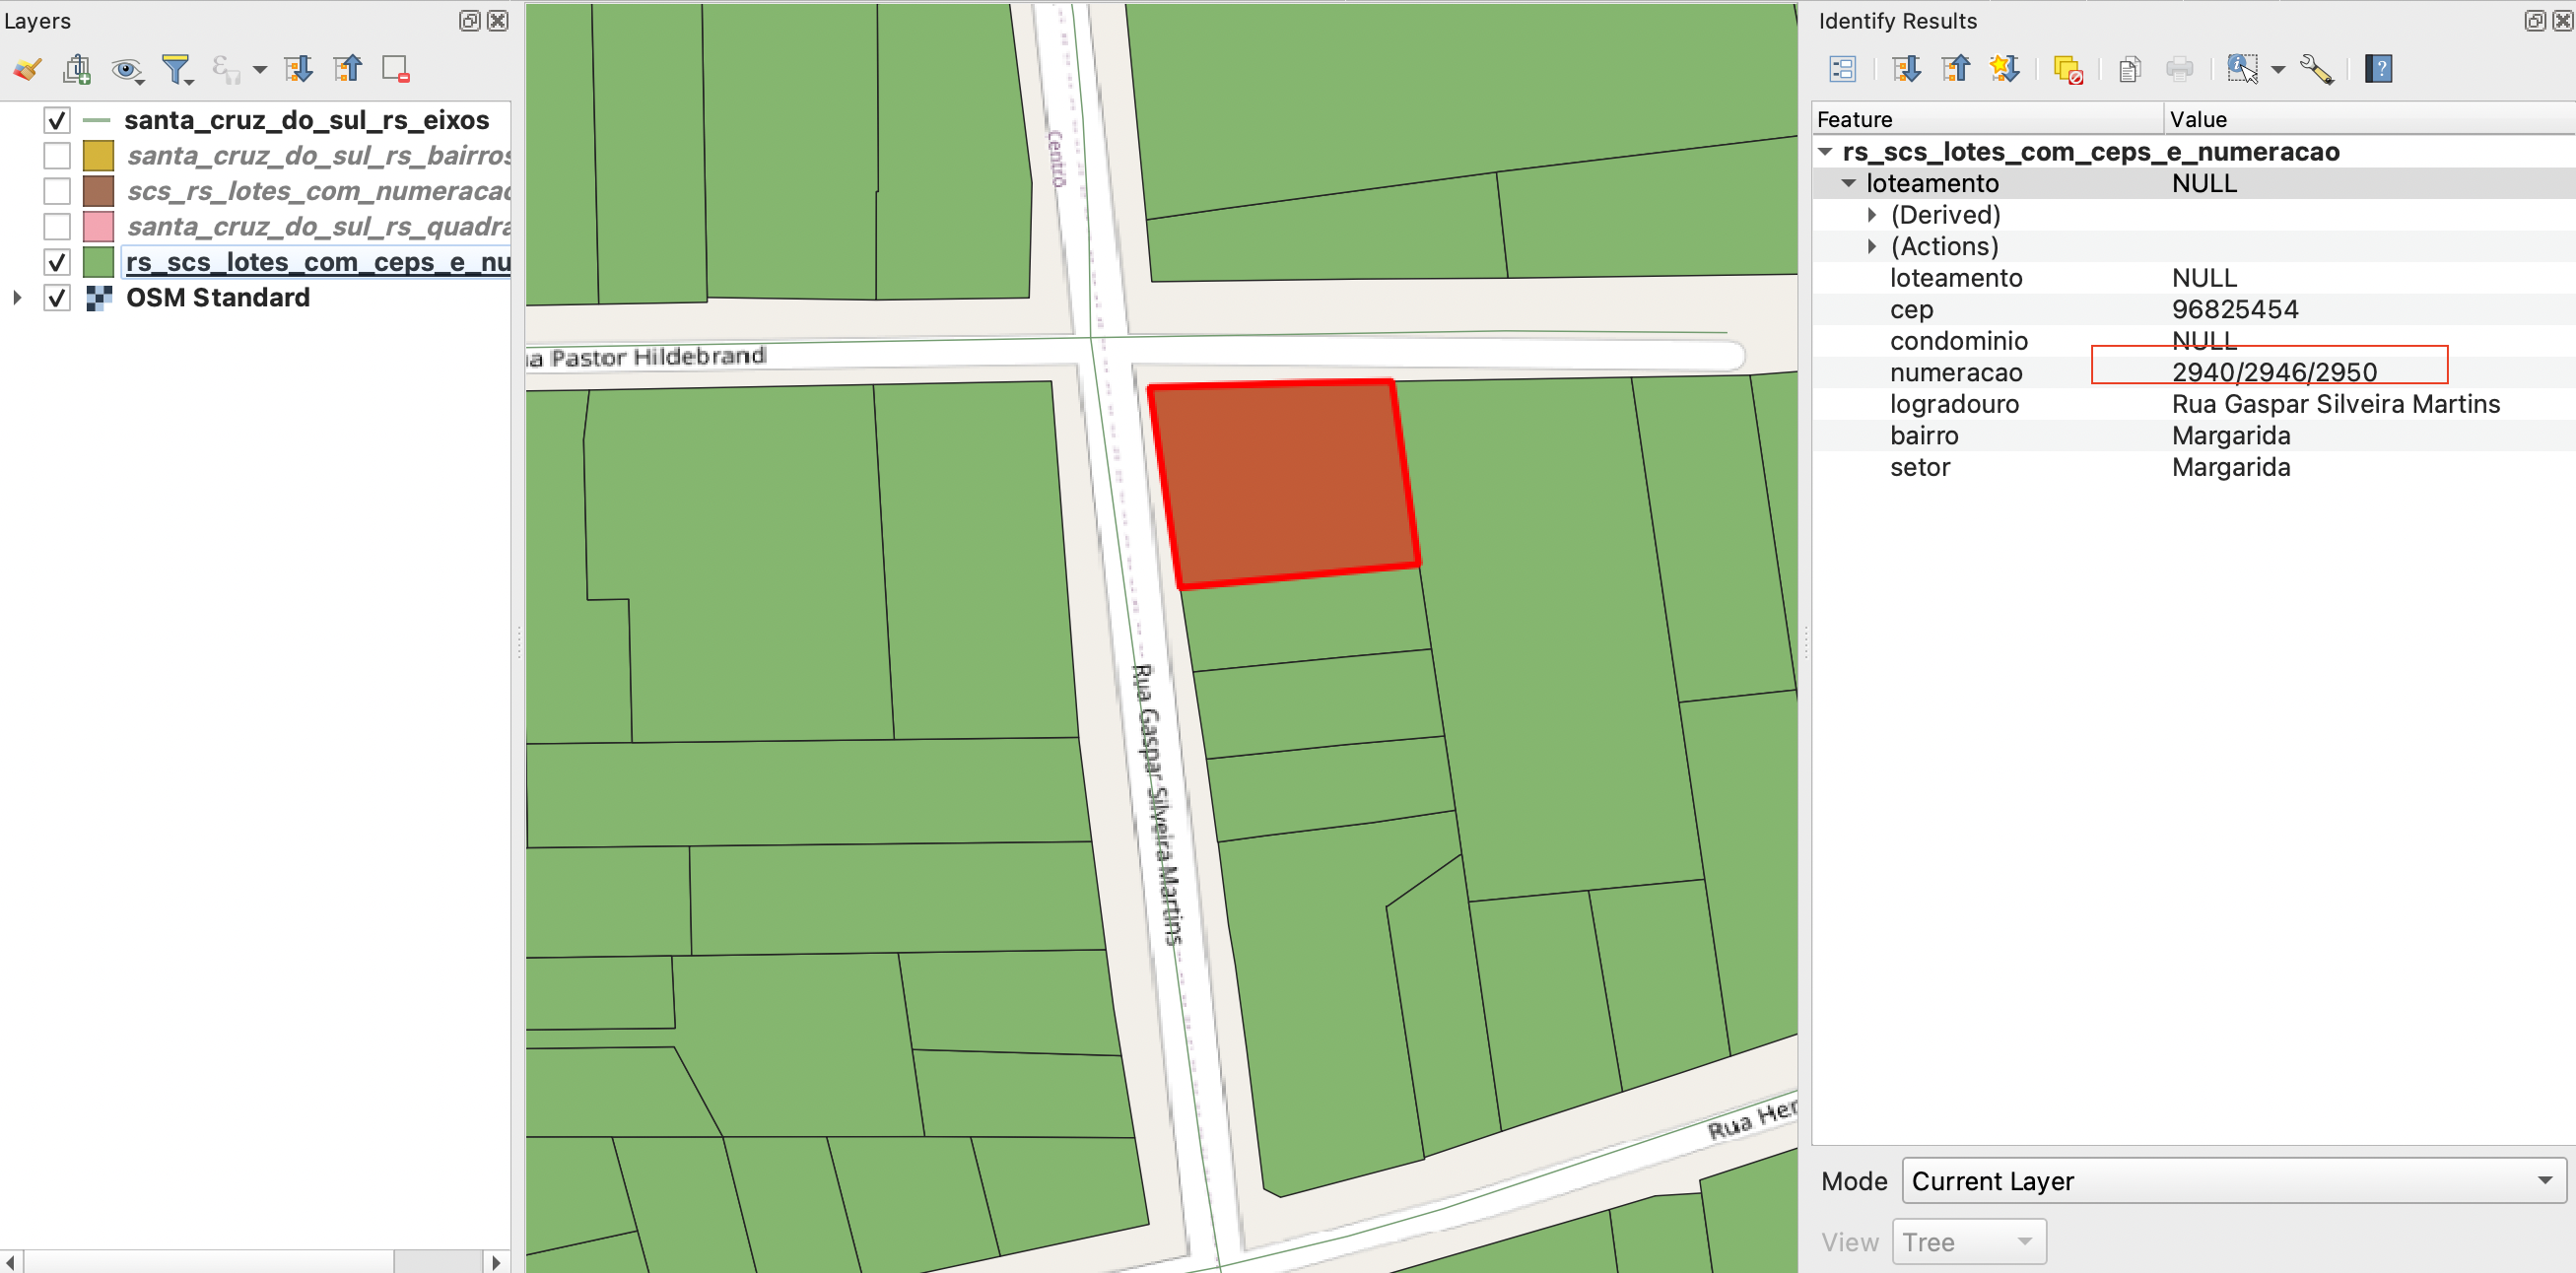 Layers
santa_cruz_do_sul_rs_eixos
santa_cruz_do_sul_rs_bairros
scs_rs_lotes_com_numeracao
santa_cruz_do_sul_rs_quadra
rs_scs_lotes_com_ceps_e_nu
OSM Standard
Centro
a Pastor Hildebrand
Rua Gaspar Silveira Martins
Rua Her
Identify Results
Feature Value
rs_scs_lotes_com_ceps_e_numeracao
loteamento NULL
(Derived)
(Actions)
loteamento NULL
cep 96825454
condominio NULL
numeracao 2940/2946/2950
logradouro Rua Gaspar Silveira Martins
bairro Margarida
setor Margarida
Mode Current Layer
View Tree